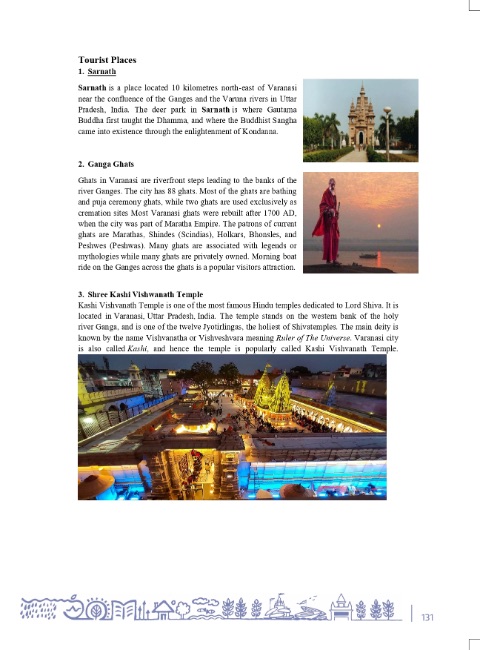 Tourist Places
1. Sarnath
Sarnath is a place located 10 kilometres north-east of Varanasi
near the confluence of the Ganges and the Varuna rivers in Uttar
Pradesh, India. The deer park in Sarnath is where Gautama
Buddha first taught the Dhamma, and where the Buddhist Sangha
came into existence through the enlightenment of Kondanna.
2. Ganga Ghats
Ghats in Varanasi are riverfront steps leading to the banks of the
river Ganges. The city has 88 ghats. Most of the ghats are bathing
and puja ceremony ghats, while two ghats are used exclusively as
cremation sites Most Varanasi ghats were rebuilt after 1700 AD,
when the city was part of Maratha Empire. The patrons of current
ghats are Marathas, Shindes (Scindias), Holkars, Bhonsles, and
Peshwes (Peshwas). Many ghats are associated with legends or
mythologies while many ghats are privately owned. Morning boat
ride on the Ganges across the ghats is a popular visitors attraction.
3. Shree Kashi Vishwanath Temple
Kashi Vishvanath Temple is one of the most famous Hindu temples dedicated to Lord Shiva. It is
located in Varanasi, Uttar Pradesh, India. The temple stands on the western bank of the holy
river Ganga, and is one of the twelve Jyotirlingas, the holiest of Shivatemples. The main deity is
known by the name Vishvanatha or Vishveshvara meaning Ruler of The Universe. Varanasi city
is also called Kashi, and hence the temple is popularly called Kashi Vishvanath Temple.
131